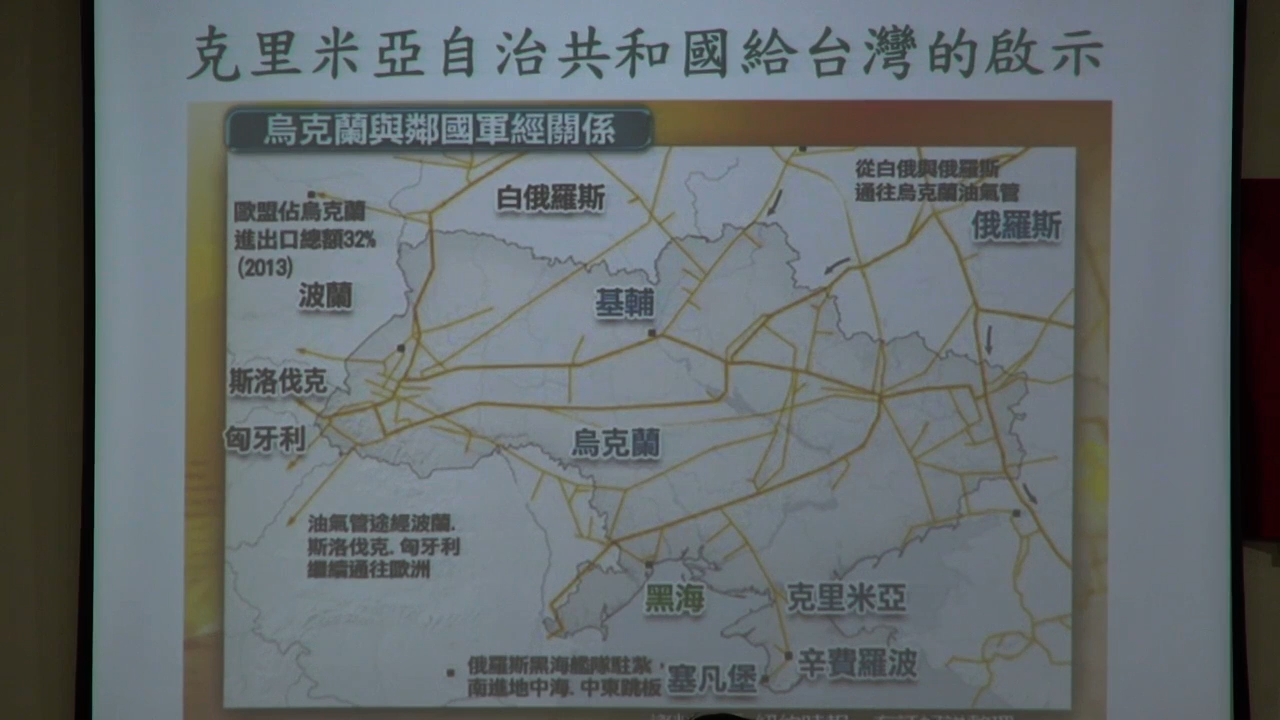 克里米亞自治共和國給台灣的啟示
烏克蘭與鄰國軍經關係
從白俄與俄羅斯
通往烏克蘭油氣管
白俄羅斯
俄羅斯
歐盟佔烏克蘭
進出口總額32%
(2013)
波蘭
基輔
斯洛伐克
匈牙利
烏克蘭
油氣管途經波蘭.
斯洛伐克. 匈牙利
繼續通往歐洲
黑海
克里米亞
俄羅斯黑海艦隊駐紮,
南進地中海. 中東跳板
塞凡堡
辛費羅波